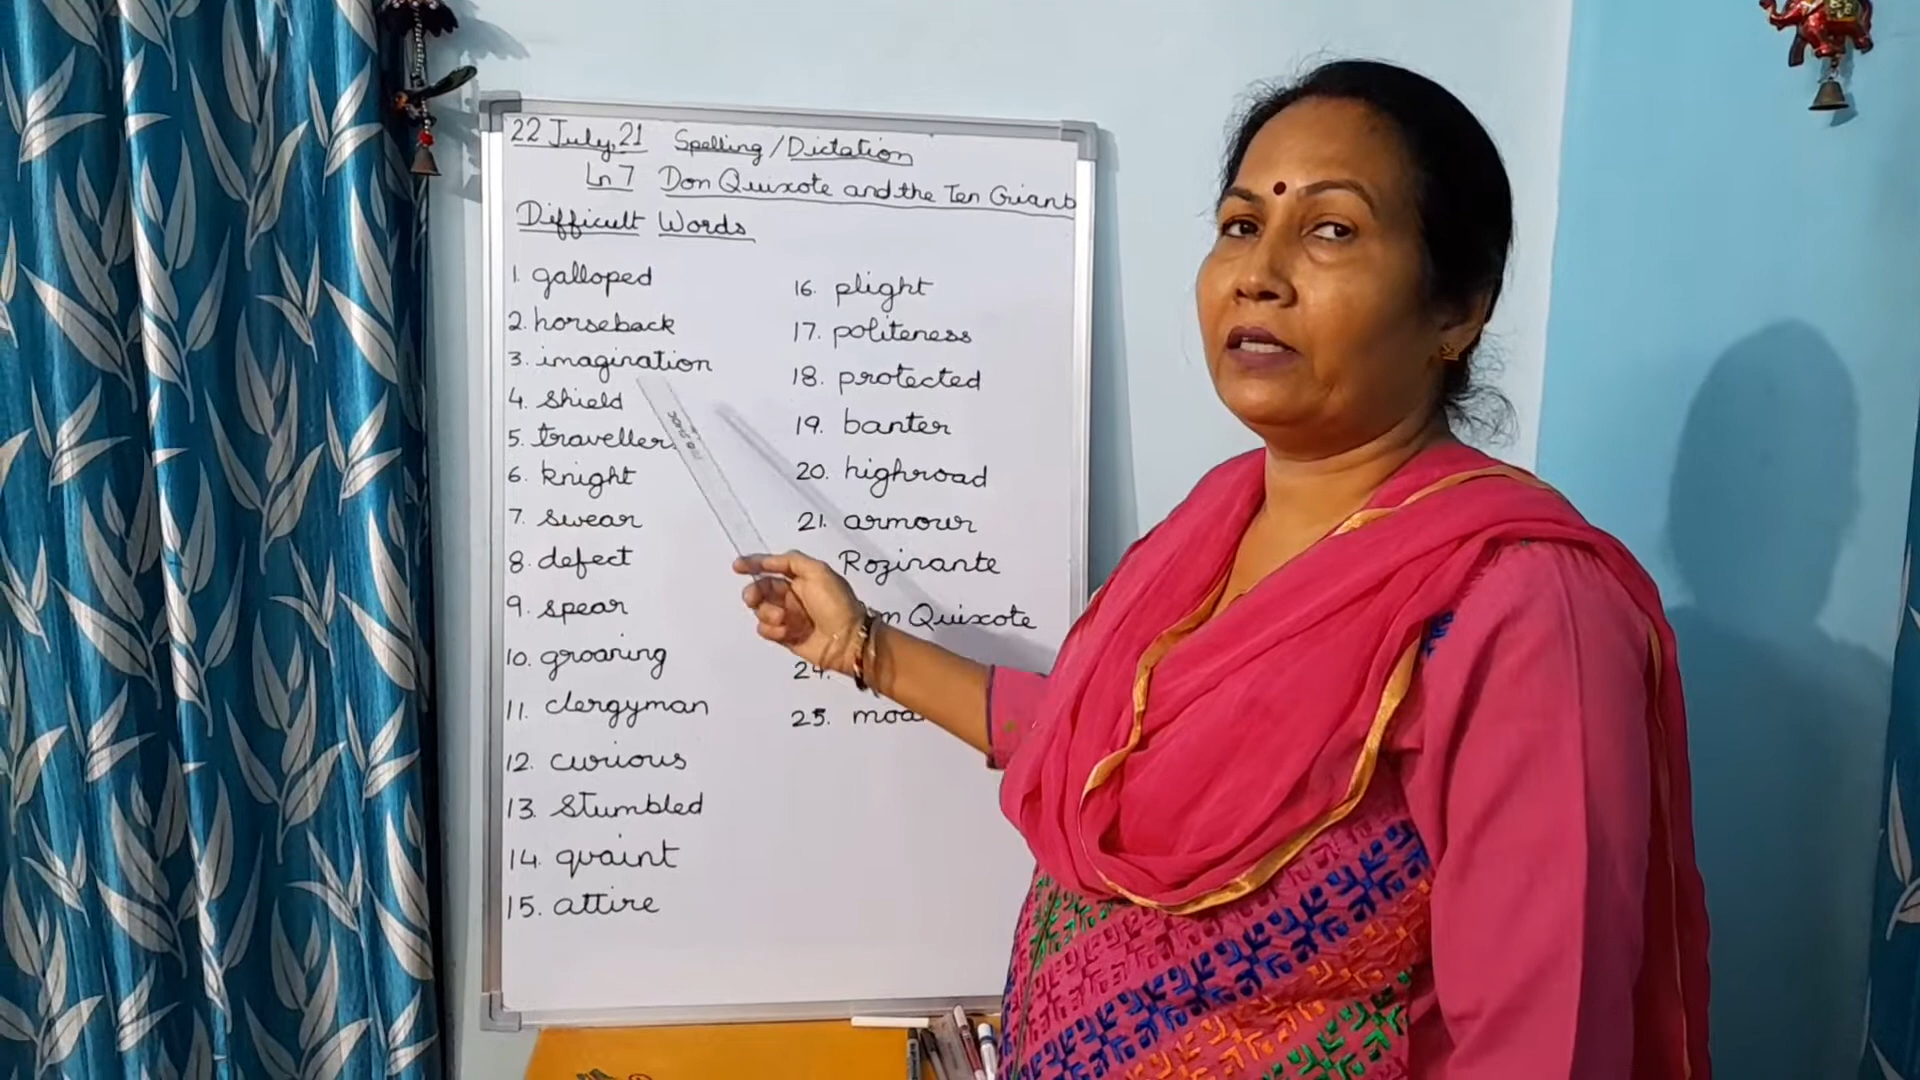 22 July, 21 Spelling / Dictation
Ln 7 Don Quixote and the Ten Giants
Difficult Words
1. galloped
2. horseback
3. imagination
4. shield
5. traveller
6. knight
7. swear
8. defect
9. spear
10. groaning
11. clergyman
12. curious
13. stumbled
14. quaint
15. attire
16. plight
17. politeness
18. protected
19. banter
20. highroad
21. armour
Rozinante
Quixote
24.
25.